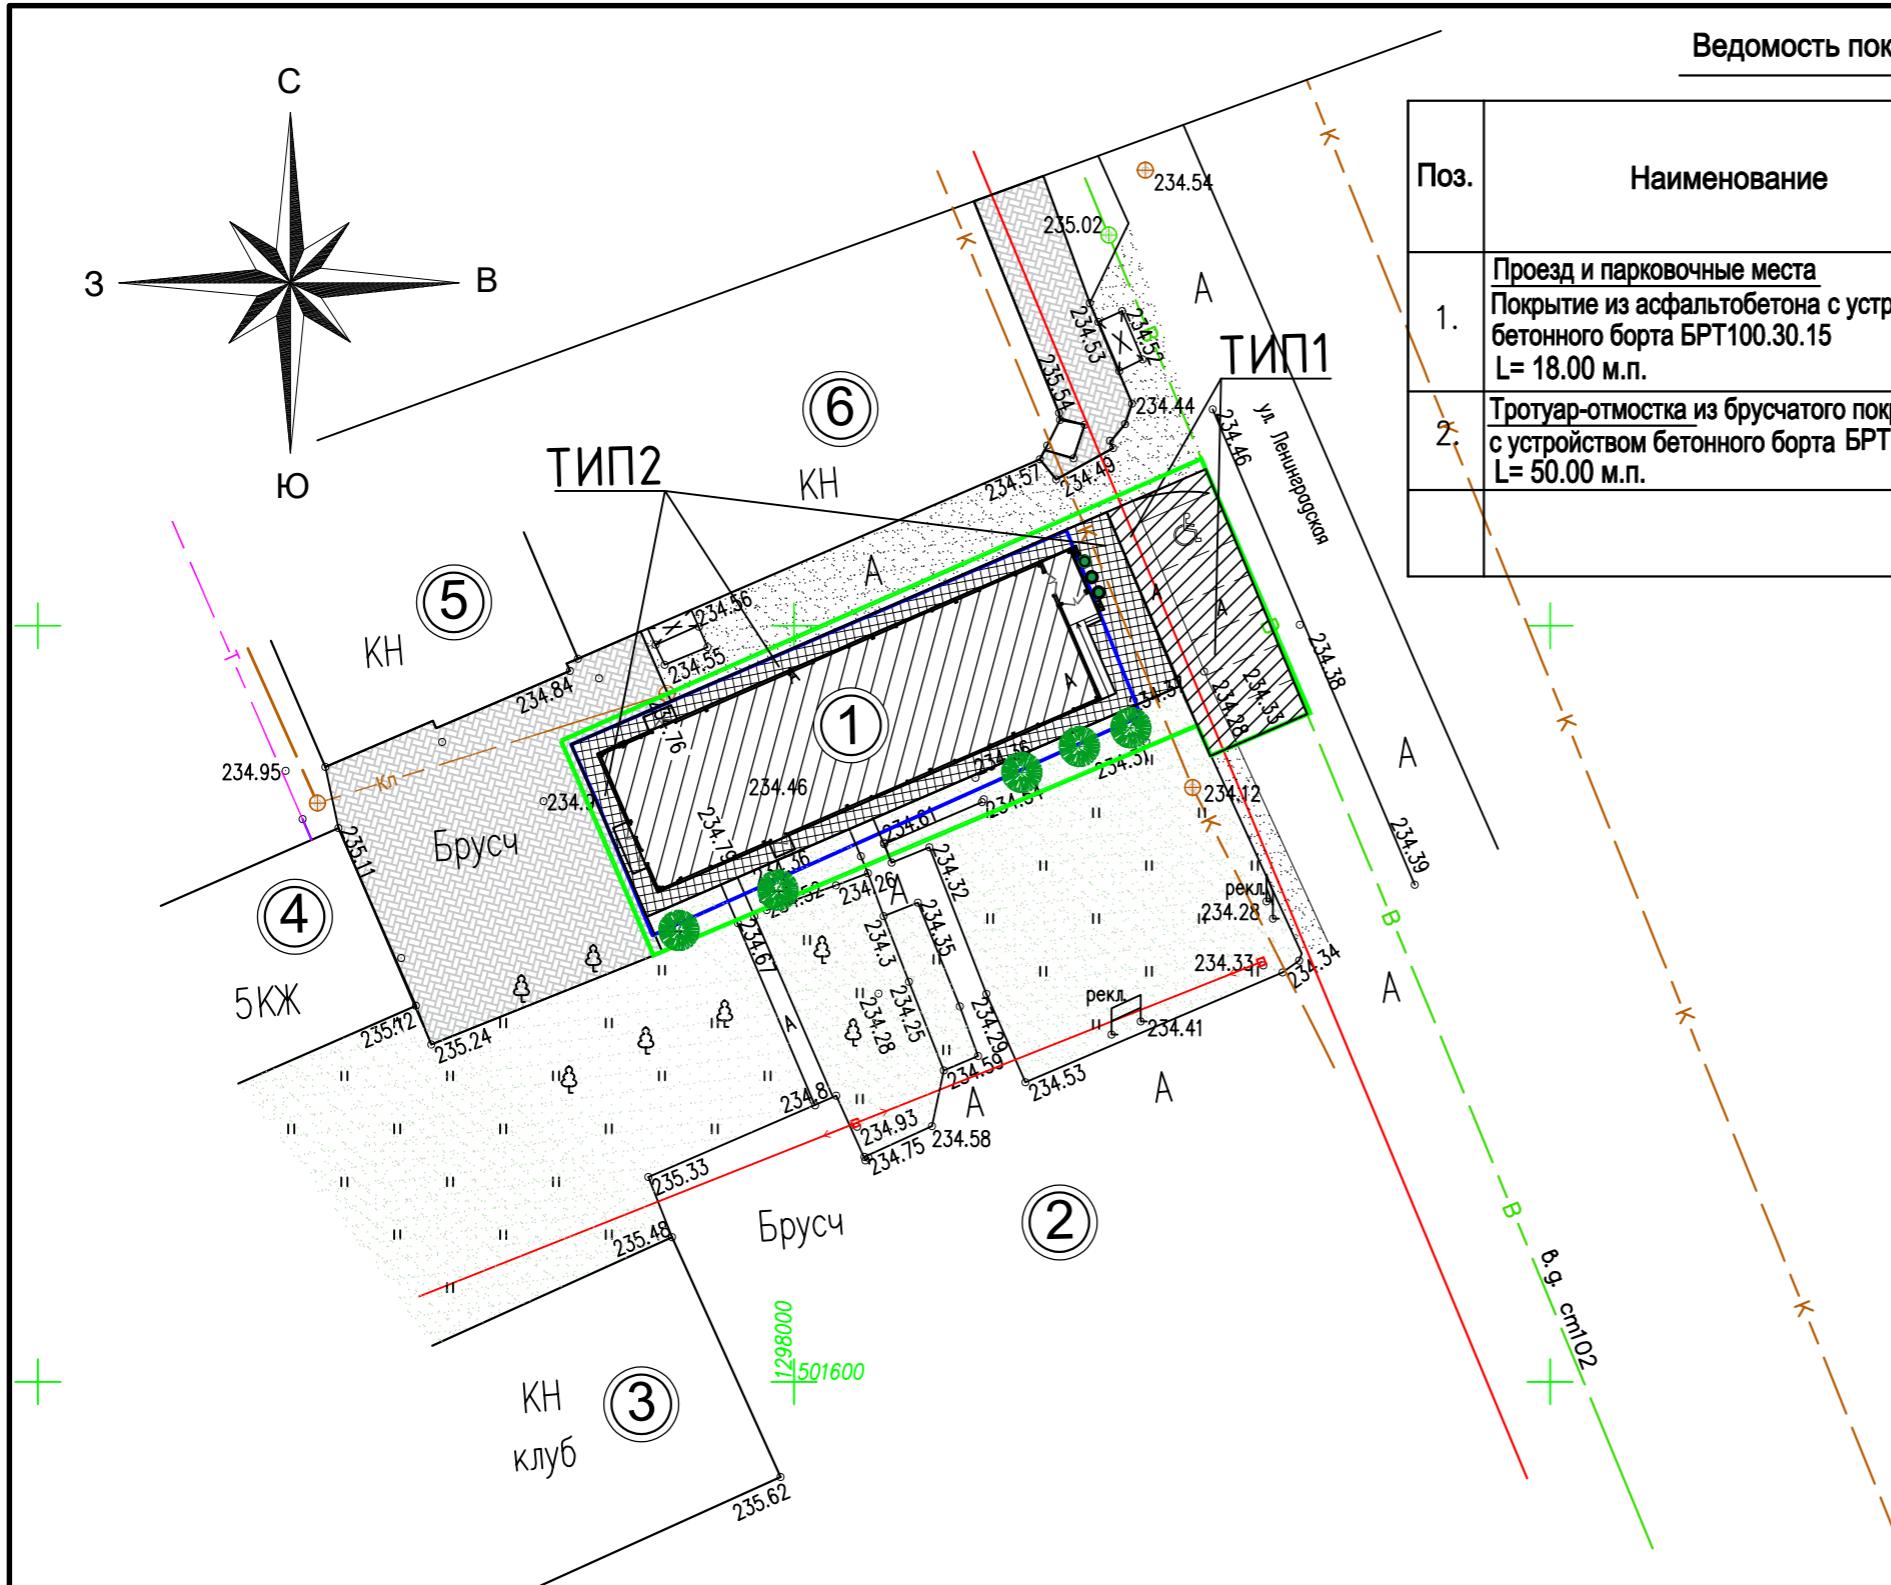 Ведомость пок
С
З
В
Ю
Поз.
Наименование
1.
Проезд и парковочные места
Покрытие из асфальтобетона с устр
бетонного борта БРТ100.30.15
L= 18.00 м.п.
2.
Тротуар-отмостка из брусчатого пок
с устройством бетонного борта БРТ
L= 50.00 м.п.
К
К
234.54
235.02
А
234.53
234.52
Х
В
ТИП1
235.54
234.44
234.46
ул. Ленинградская
К
6
КН
ТИП2
234.57
234.49
К
5
КН
А
234.56
Х
234.55
234.84
Т
А
А
А
В
234.38
234.33
234.28
А
1
234.76
234.95
Кл
234.46
234.36
234.12
К
А
К
Брусч
234.79
234.61
235.11
234.36
234.52
234.26
А
234.32
234.39
рекл.
234.28
4
234.35
234.3
234.67
В
5КЖ
234.33
234.34
В
А
рекл.
234.41
К
235.12
235.24
А
234.28
234.25
234.29
234.59
234.53
А
А
234.8
В
234.93
234.75
234.58
235.33
Брусч
2
В
235.48
в.д. ст102
К
1298000
501600
КН
клуб
3
235.62